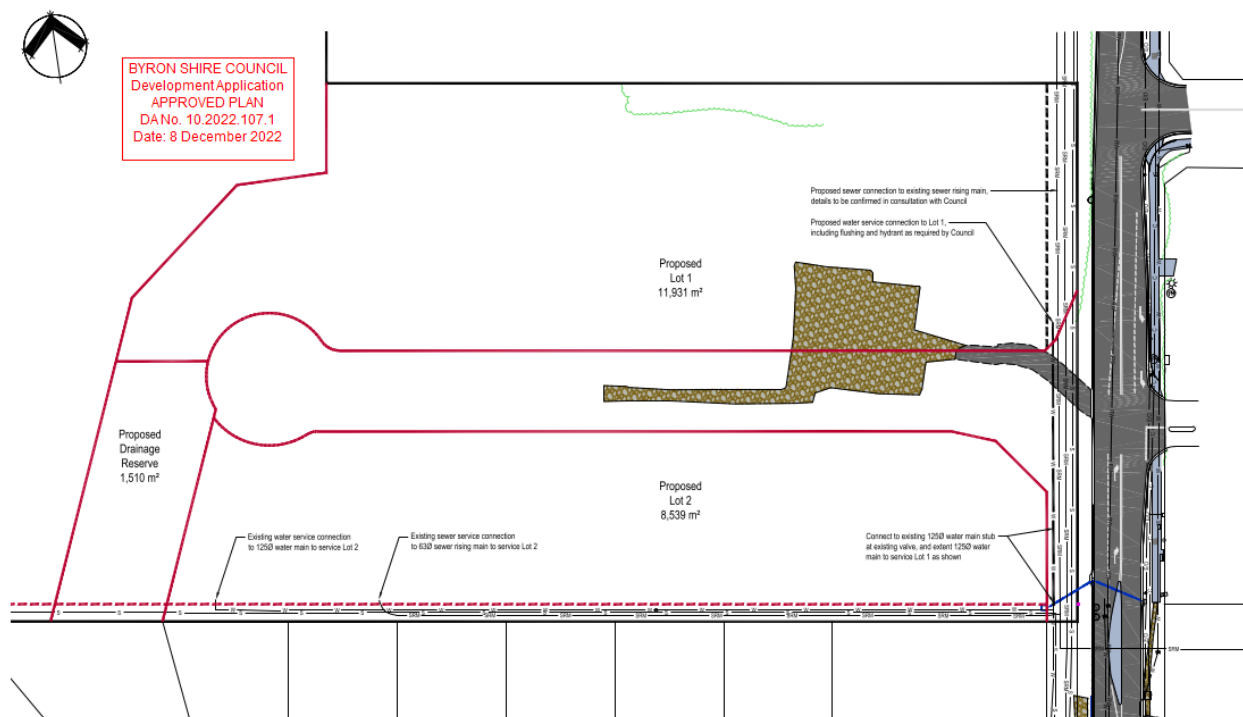 BYRON SHIRE COUNCIL
Development Application
APPROVED PLAN
DA No. 10.2022.107.1
Date: 8 December 2022
Proposed sewer connection to existing sewer rising main,
details to be confirmed in consultation with Council
Proposed water service connection to Lot 1,
including flushing and hydrant as required by Council
Proposed
Lot 1
11,931 m²
Proposed
Drainage
Reserve
1,510 m²
Proposed
Lot 2
8,539 m²
Existing water service connection
to 125Ø water main to service Lot 2
Existing sewer service connection
to 63Ø sewer rising main to service Lot 2
Connect to existing 125Ø water main stub
at existing valve, and extent 125Ø water
main to service Lot 1 as shown
SRM